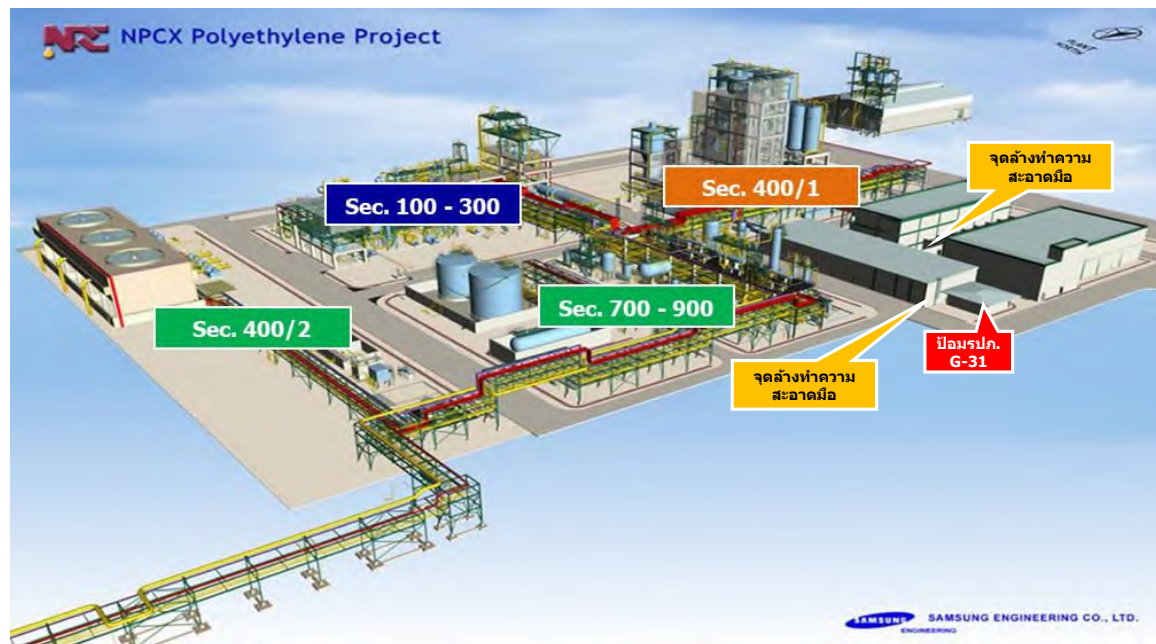 NPC NPCX Polyethylene Project
PLANT
NORTH
จุดล้างทำความ
สะอาดมือ
Sec. 100 - 300
Sec. 400/1
Sec. 400/2
Sec. 700 - 900
ป้อมรปภ.
G-31
จุดล้างทำความ
สะอาดมือ
SAMSUNG SAMSUNG ENGINEERING CO., LTD.
ENGINEERING